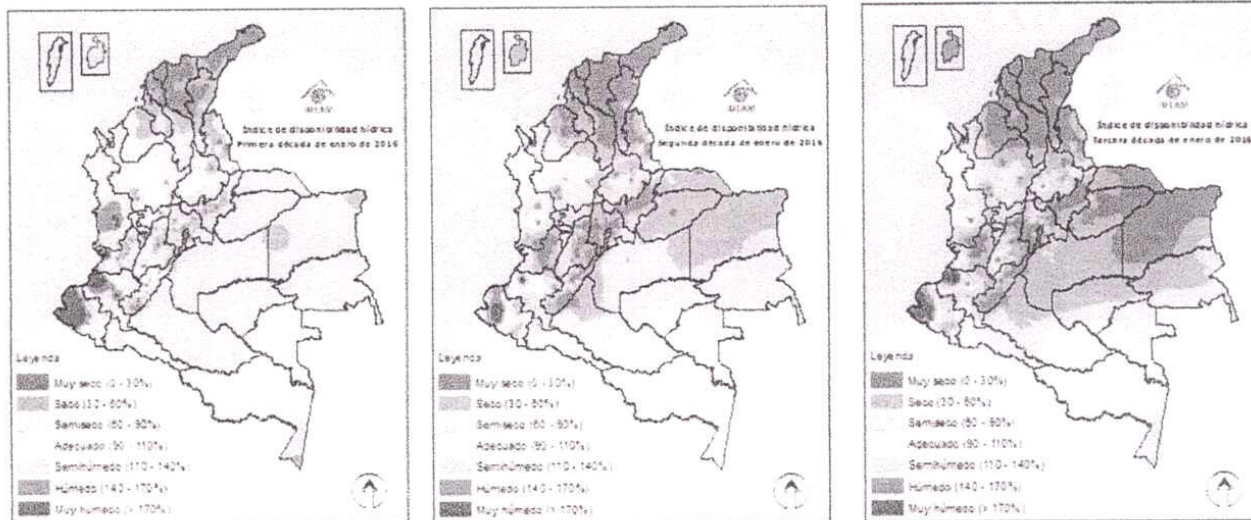 Índice de disponibilidad hídrica
Primera década de enero de 2016
Leyenda
Muy seco (0 - 30%)
Seco (30 - 60%)
Semiseco (60 - 90%)
Adecuado (90 - 110%)
Semihúmedo (110 - 140%)
Húmedo (140 - 170%)
Muy húmedo (> 170%)
Índice de disponibilidad hídrica
Segunda década de enero de 2016
Leyenda
Muy seco (0 - 30%)
Seco (30 - 60%)
Semiseco (60 - 90%)
Adecuado (90 - 110%)
Semihúmedo (110 - 140%)
Húmedo (140 - 170%)
Muy húmedo (> 170%)
Índice de disponibilidad hídrica
Tercera década de enero de 2016
Leyenda
Muy seco (0 - 30%)
Seco (30 - 60%)
Semiseco (60 - 90%)
Adecuado (90 - 110%)
Semihúmedo (110 - 140%)
Húmedo (140 - 170%)
Muy húmedo (> 170%)